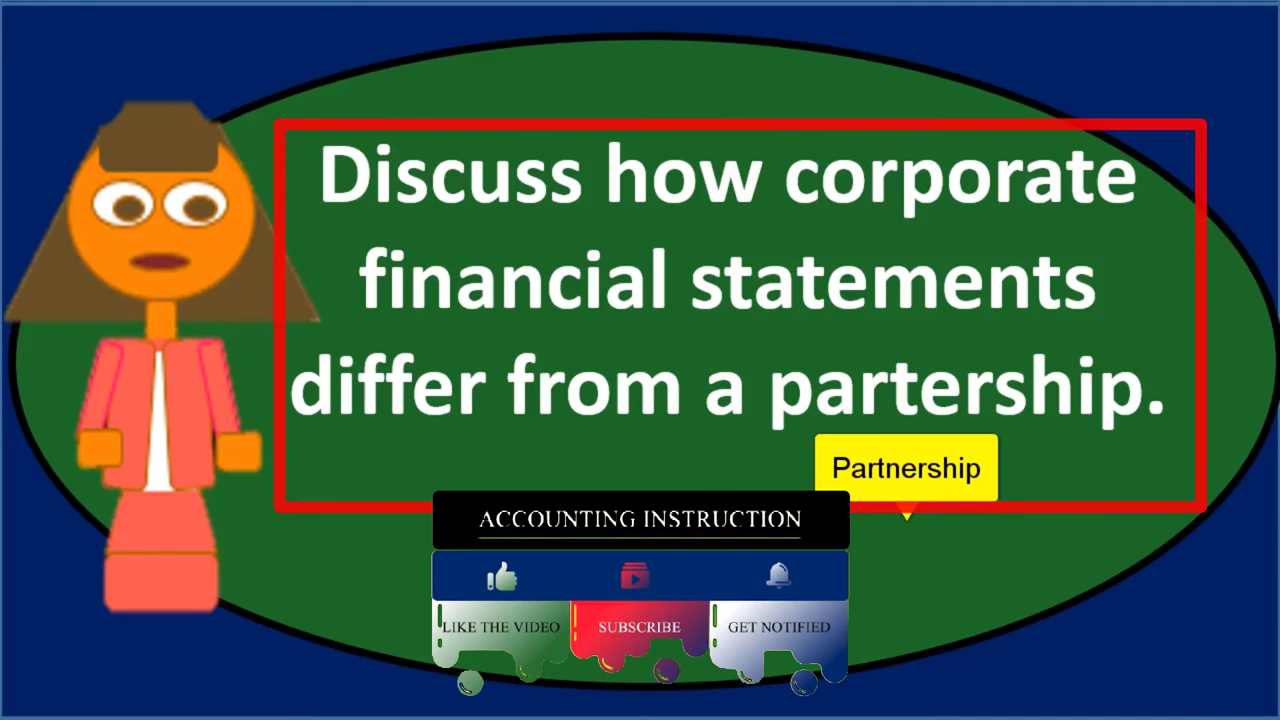 Discuss how corporate
financial statements
differ from a partership.
Partnership
ACCOUNTING INSTRUCTION
LIKE THE VIDEO SUBSCRIBE GET NOTIFIED